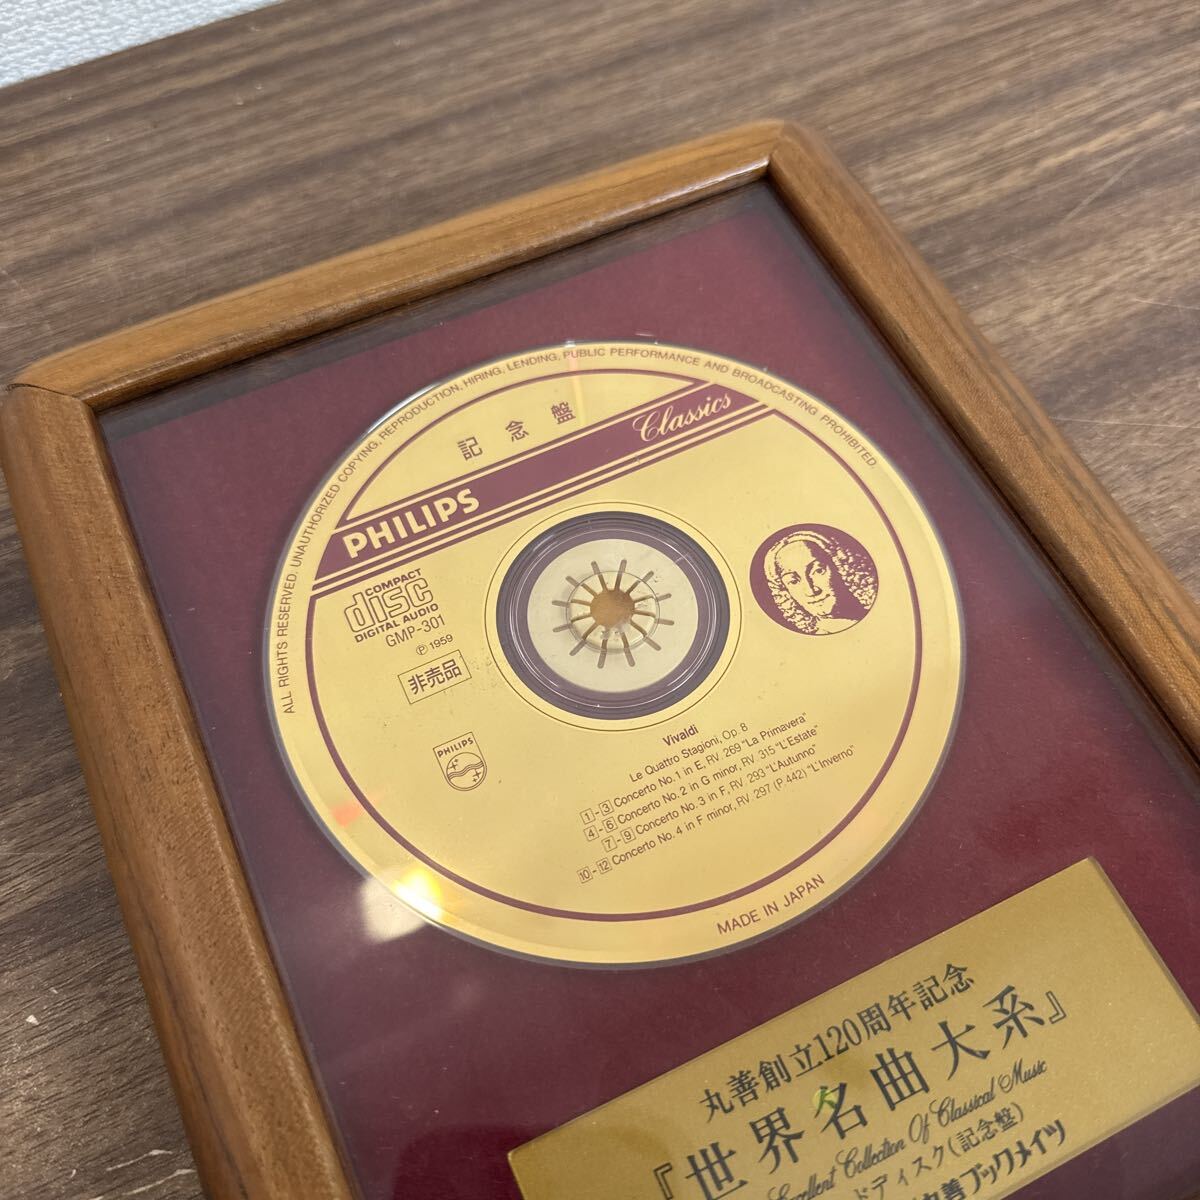 ALL RIGHTS RESERVED. UNAUTHORIZED COPYING, REPRODUCTION, HIRING, LENDING, PUBLIC PERFORMANCE AND BROADCASTING PROHIBITED.
記念盤
Classics
PHILIPS
COMPACT
disc
DIGITAL AUDIO
GMP-301
Ⓟ 1959
非売品
PHILIPS
Vivaldi
Le Quattro Stagioni, Op. 8
1-3 Concerto No. 1 in E, RV. 269 "La Primavera"
4-6 Concerto No. 2 in G minor, RV. 315 "L'Estate"
7-9 Concerto No. 3 in F, RV. 293 "L'Autunno"
10-12 Concerto No. 4 in F minor, RV. 297 (P.442) "L'Inverno"
MADE IN JAPAN
丸善創立120周年記念
『世界名曲大系』
Excellent Collection Of Classical Music
ドディスク(記念盤)
丸善ブックメイツ